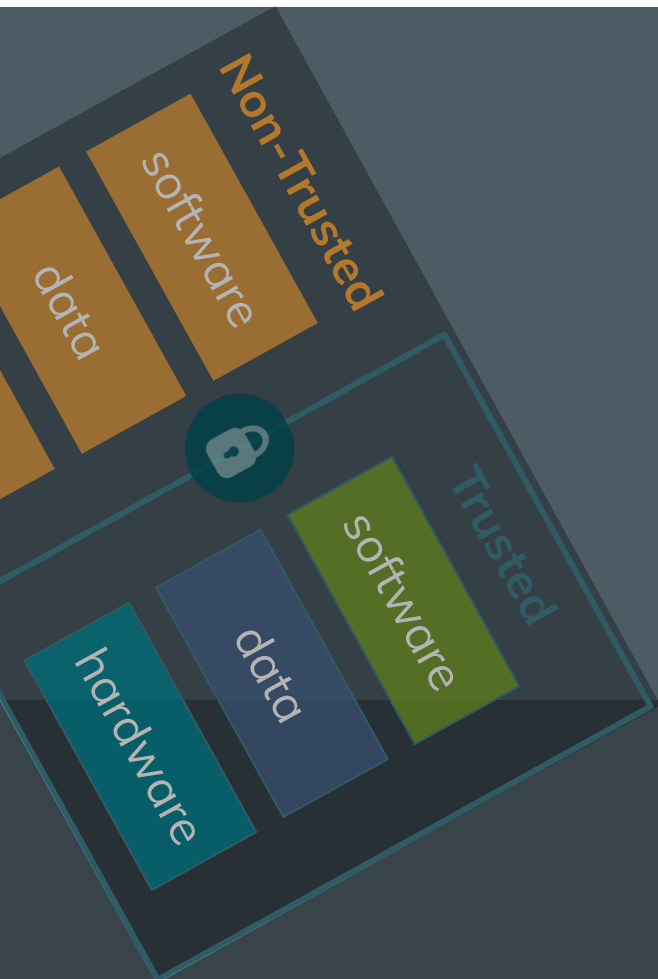 Non-Trusted
software
data
Trusted
software
data
hardware